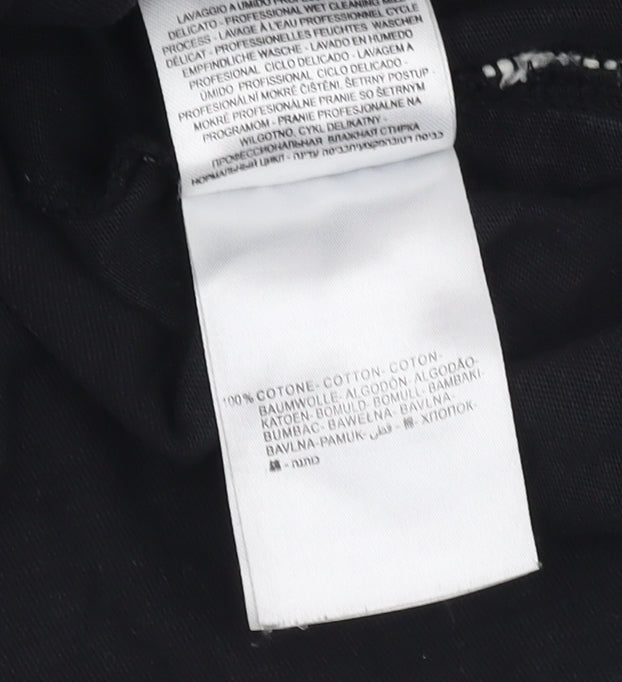 LAVAGGIO A UMIDO
DELICATO - PROFESSIONAL WET CLEANING
PROCESS - LAVAGE À L'EAU PROFESSIONNEL CYCLE
DÉLICAT - PROFESSIONELLES FEUCHTES WASCHEN
EMPFINDLICHE WÄSCHE - LAVADO EN HUMEDO
PROFESIONAL CICLO DELICADO - LAVAGEM A
ÚMIDO PROFISSIONAL CICLO DELICADO -
PROFESIONÁLNÍ MOKRÉ ČIŠTĚNÍ, ŠETRNÝ POSTUP -
MOKRÉ PROFESIONÁLNE PRANIE SO ŠETRNÝM
PROGRAMOM - PRANIE PROFESJONALNE NA
WILGOTNO, CYKL DELIKATNY -
ПРОФЕССИОНАЛЬНАЯ ВЛАЖНАЯ СТИРКА
НОРМАЛЬНЫЙ ЦИКЛ -
100% COTONE- COTTON- COTON-
BAUMWOLLE- ALGODÓN- ALGODÃO-
KATOEN- BOMULD- BOMULL- BAMBAKI-
BUMBAC- BAWEŁNA- BAVLNA-
BAVLNA-PAMUK- قطن - 棉 - ХЛОПОК-
- כותנה